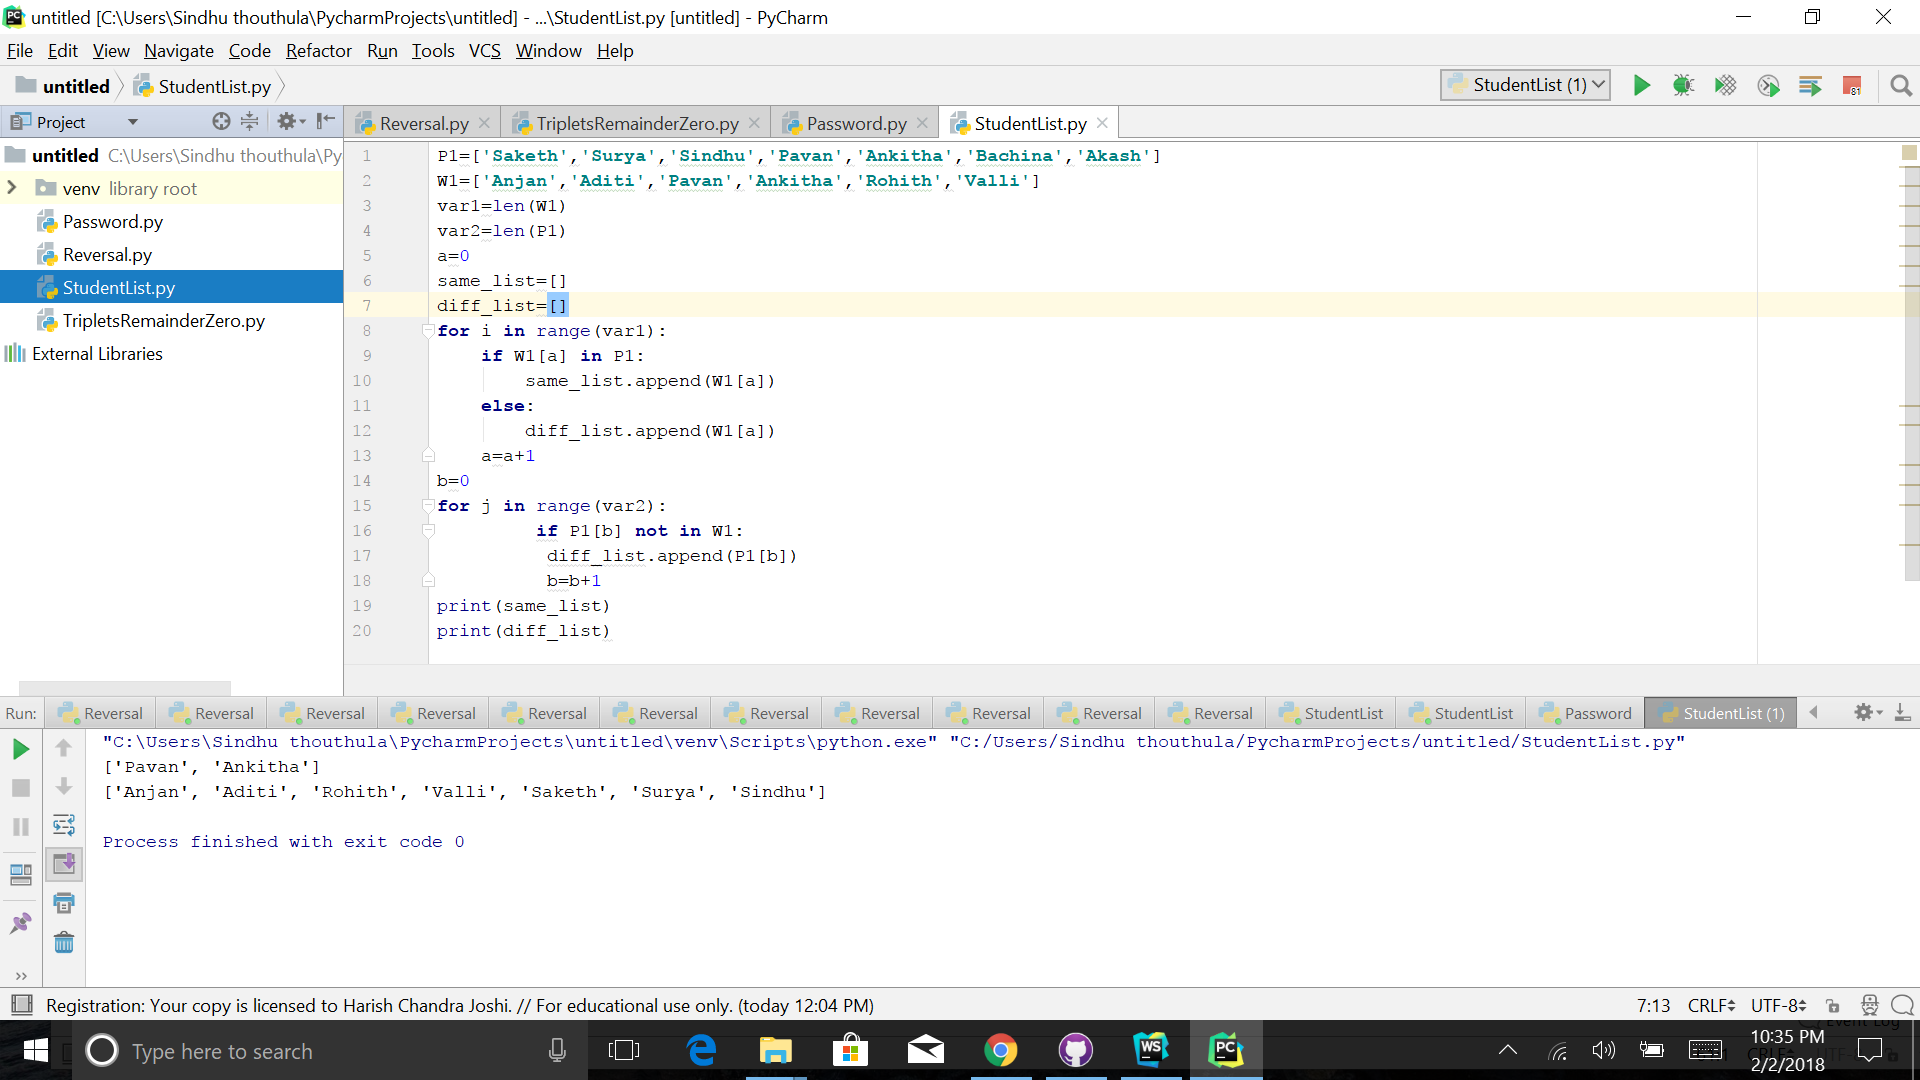 untitled [C:\Users\Sindhu thouthula\PycharmProjects\untitled] - ...\StudentList.py [untitled] - PyCharm
File Edit View Navigate Code Refactor Run Tools VCS Window Help
untitled StudentList.py StudentList (1)
Project Reversal.py TripletsRemainderZero.py Password.py StudentList.py
untitled C:\Users\Sindhu thouthula\Py
venv library root
Password.py
Reversal.py
StudentList.py
TripletsRemainderZero.py
External Libraries
1 P1=['Saketh','Surya','Sindhu','Pavan','Ankitha','Bachina','Akash']
2 W1=['Anjan','Aditi','Pavan','Ankitha','Rohith','Valli']
3 var1=len(W1)
4 var2=len(P1)
5 a=0
6 same_list=[]
7 diff_list=[]
8 for i in range(var1):
9     if W1[a] in P1:
10         same_list.append(W1[a])
11     else:
12         diff_list.append(W1[a])
13     a=a+1
14 b=0
15 for j in range(var2):
16          if P1[b] not in W1:
17           diff_list.append(P1[b])
18           b=b+1
19 print(same_list)
20 print(diff_list)
Run: Reversal Reversal Reversal Reversal Reversal Reversal Reversal Reversal Reversal Reversal Reversal StudentList StudentList Password StudentList (1)
"C:\Users\Sindhu thouthula\PycharmProjects\untitled\venv\Scripts\python.exe" "C:/Users/Sindhu thouthula/PycharmProjects/untitled/StudentList.py"
['Pavan', 'Ankitha']
['Anjan', 'Aditi', 'Rohith', 'Valli', 'Saketh', 'Surya', 'Sindhu']
Process finished with exit code 0
Registration: Your copy is licensed to Harish Chandra Joshi. // For educational use only. (today 12:04 PM) 7:13 CRLF UTF-8
Type here to search
10:35 PM
2/2/2018